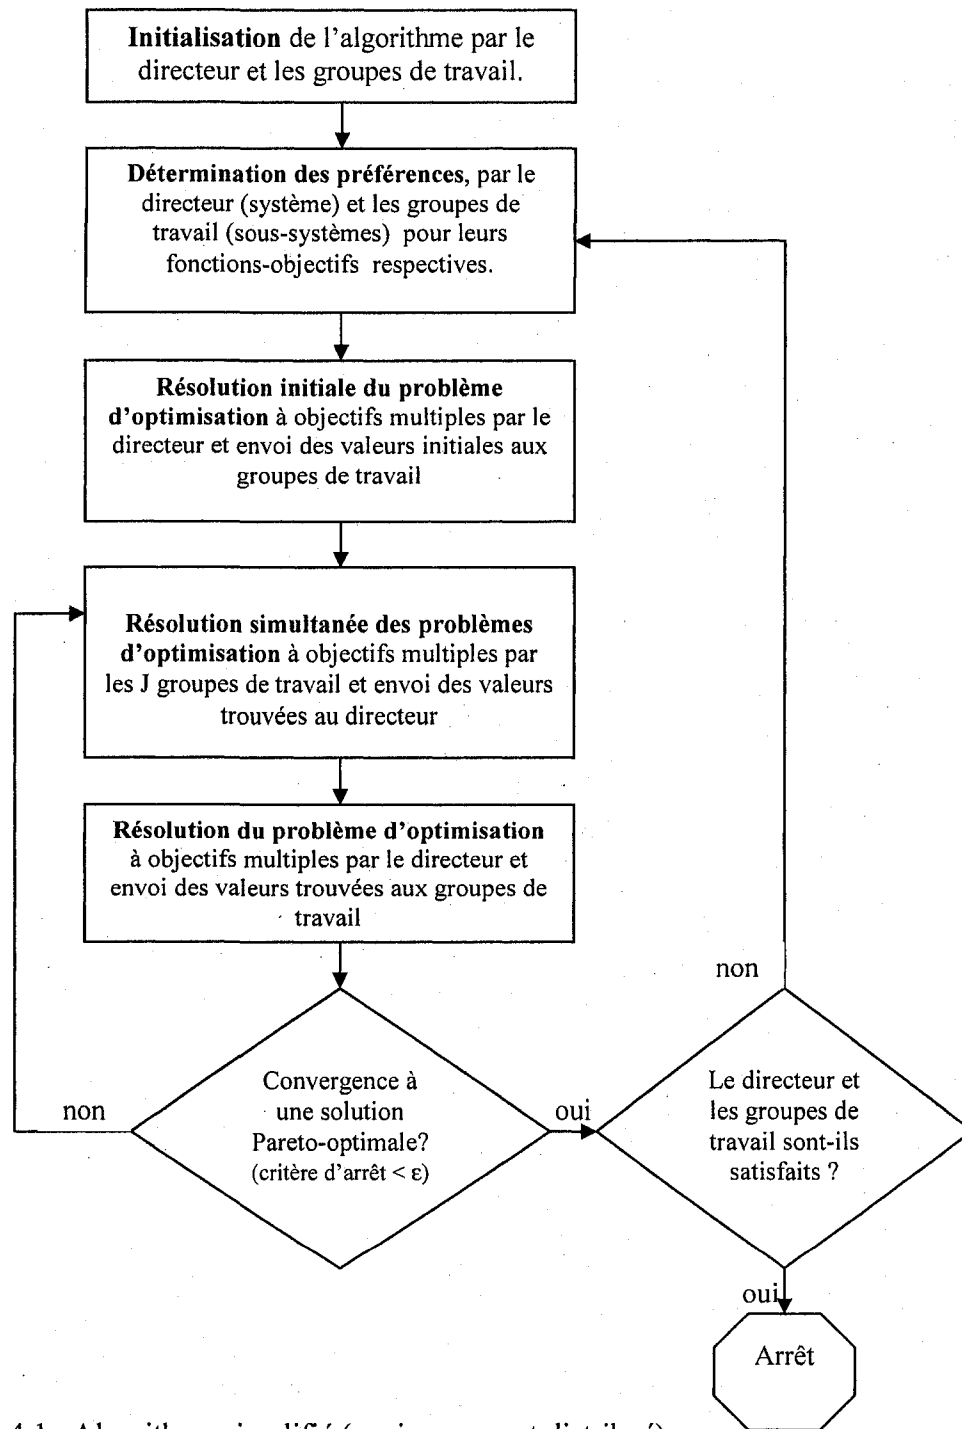 Initialisation de l'algorithme par le
directeur et les groupes de travail.
Détermination des préférences, par le
directeur (système) et les groupes de
travail (sous-systèmes) pour leurs
fonctions-objectifs respectives.
Résolution initiale du problème
d'optimisation à objectifs multiples par le
directeur et envoi des valeurs initiales aux
groupes de travail
Résolution simultanée des problèmes
d'optimisation à objectifs multiples par
les J groupes de travail et envoi des valeurs
trouvées au directeur
Résolution du problème d'optimisation
à objectifs multiples par le directeur et
envoi des valeurs trouvées aux groupes de
travail
non
Convergence à
une solution
Pareto-optimale?
(critère d'arrêt < ε)
non
oui
Le directeur et
les groupes de
travail sont-ils
satisfaits ?
oui
Arrêt